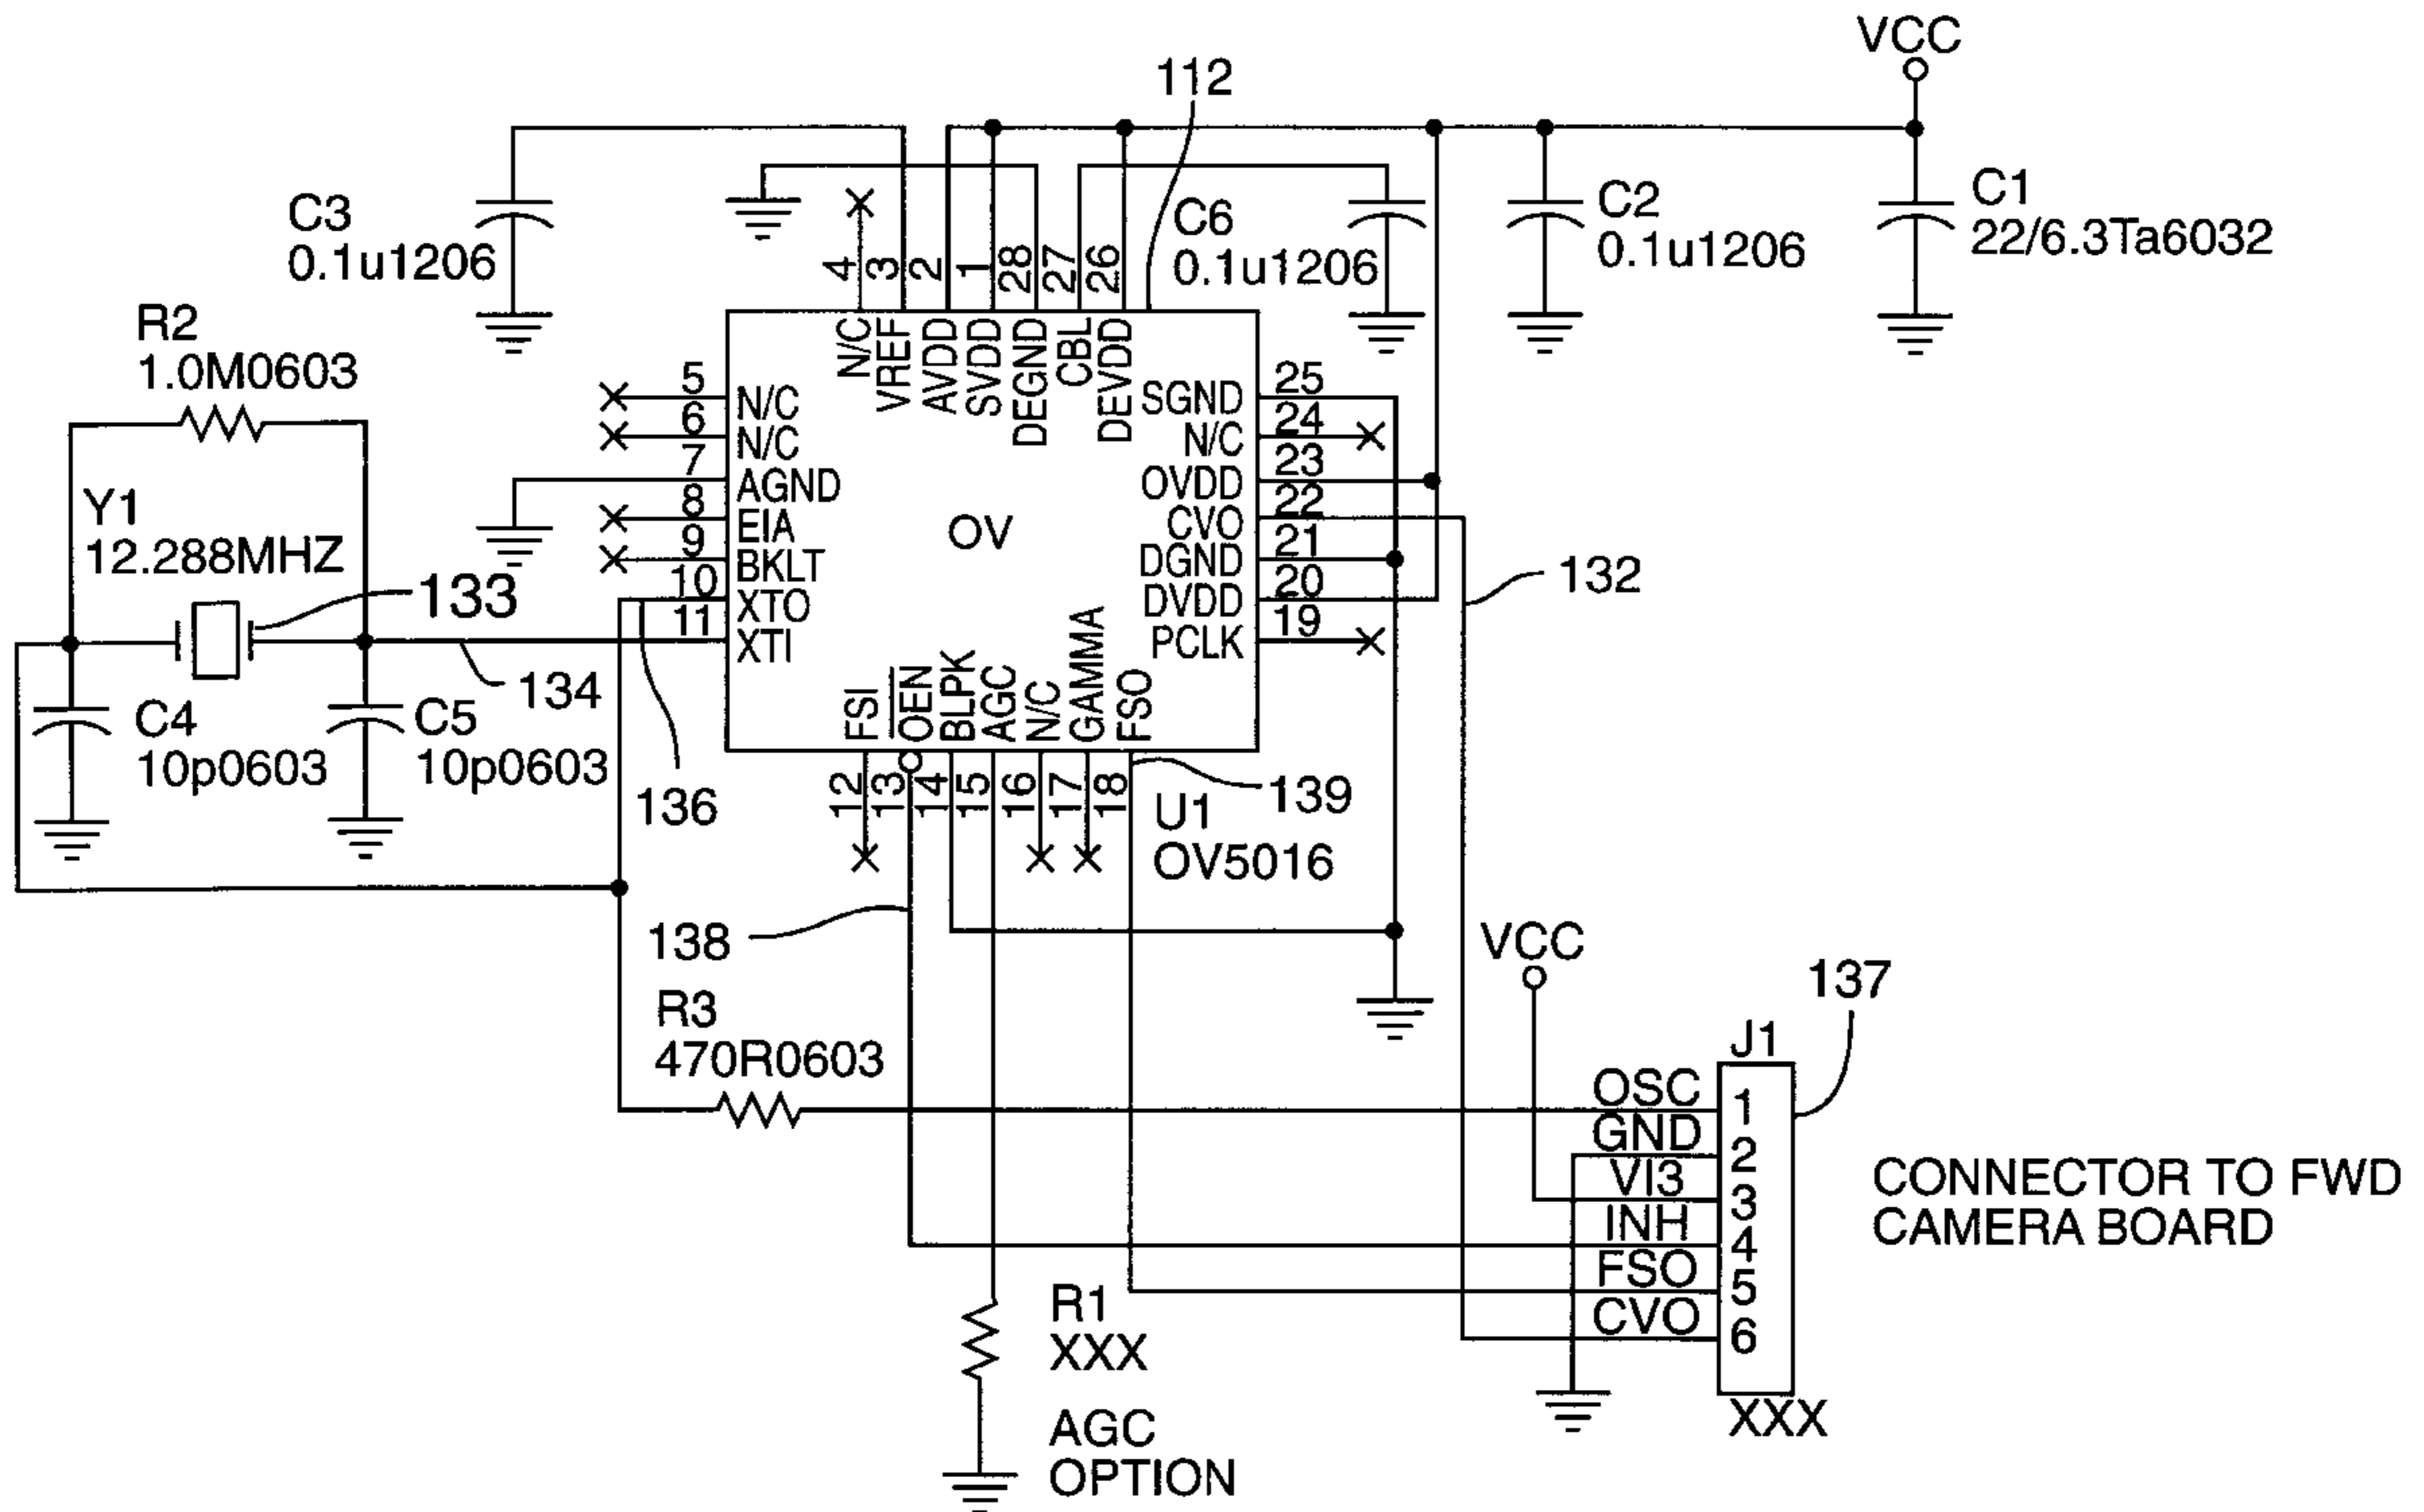 VCC
112
C3
0.1u1206
C6
0.1u1206
C2
0.1u1206
C1
22/6.3Ta6032
4
3
2
1
28
27
26
R2
1.0M0603
N/C
VREF
AVDD
SVDD
DEGND
CBL
DEVDD
5
N/C
6
N/C
7
AGND
8
EIA
9
BKLT
10
XTO
11
XTI
OV
25
SGND
24
N/C
23
OVDD
22
CVO
21
DGND
20
DVDD
19
PCLK
Y1
12.288MHZ
133
134
132
C4
10p0603
C5
10p0603
136
FSI
OEN
BLPK
AGC
N/C
GAMMA
FSO
12
13
14
15
16
17
18
139
U1
OV5016
138
VCC
137
R3
470R0603
J1
OSC
1
GND
2
VI3
3
INH
4
FSO
5
CVO
6
XXX
CONNECTOR TO FWD
CAMERA BOARD
R1
XXX
AGC
OPTION